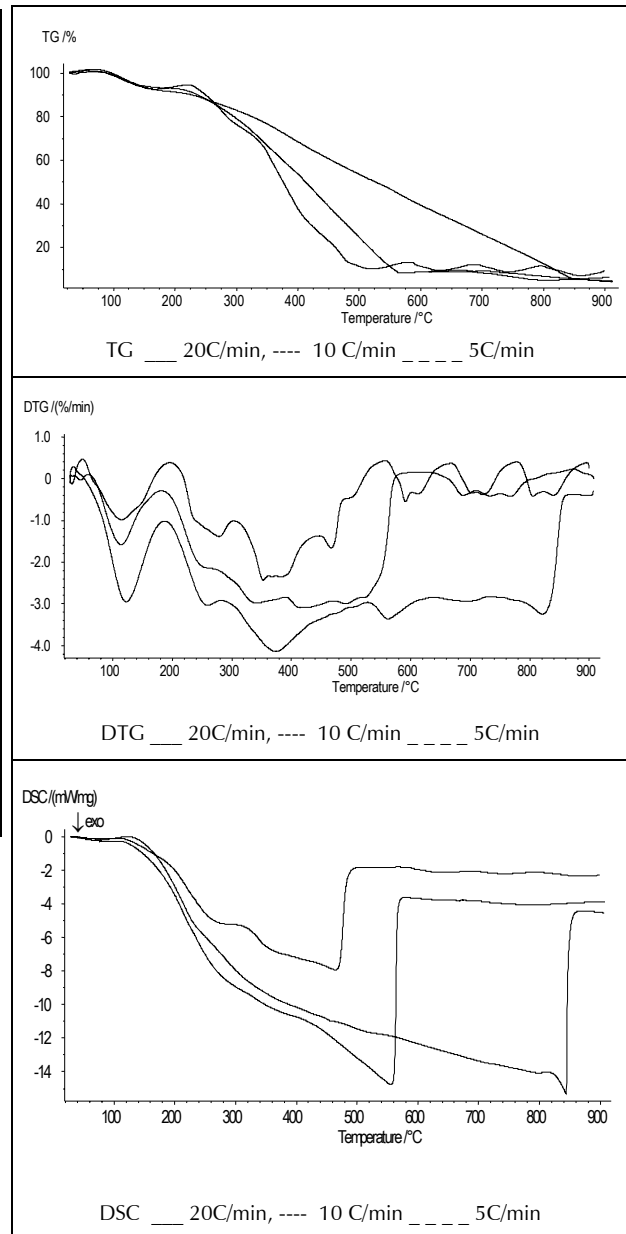 TG /%
100
80
60
40
20
100 200 300 400 500 600 700 800 900
Temperature /°C
TG ___ 20C/min, ---- 10 C/min _ _ _ _ 5C/min
DTG /(%/min)
1.0
0
-1.0
-2.0
-3.0
-4.0
100 200 300 400 500 600 700 800 900
Temperature /°C
DTG ___ 20C/min, ---- 10 C/min _ _ _ _ 5C/min
DSC /(mW/mg)
↓ exo
0
-2
-4
-6
-8
-10
-12
-14
100 200 300 400 500 600 700 800 900
Temperature /°C
DSC ___ 20C/min, ---- 10 C/min _ _ _ _ 5C/min